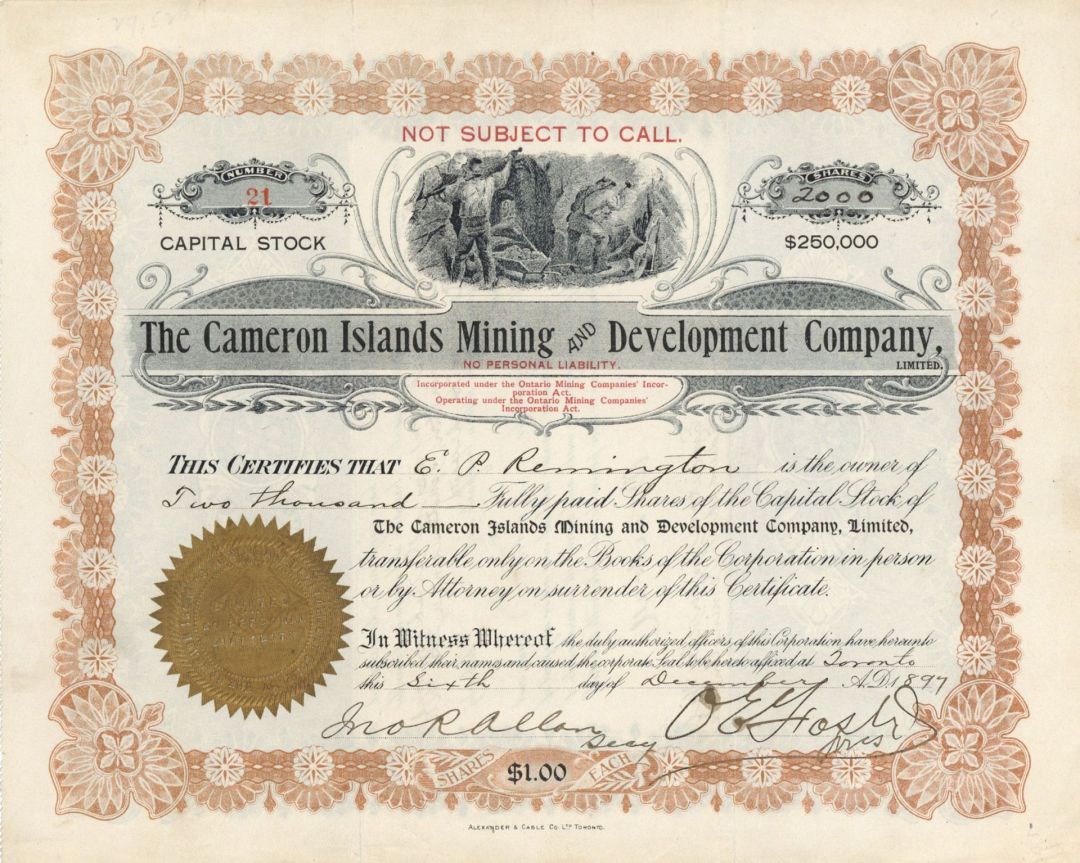 NOT SUBJECT TO CALL.
NUMBER
21
SHARES
2000
CAPITAL STOCK
$250,000
The Cameron Islands Mining AND Development Company,
NO PERSONAL LIABILITY.
LIMITED.
Incorporated under the Ontario Mining Companies' Incor-
poration Act.
Operating under the Ontario Mining Companies'
Incorporation Act.
THIS CERTIFIES THAT E. P. Remington is the owner of
Two thousand Fully paid Shares of the Capital Stock of
The Cameron Islands Mining and Development Company, Limited,
transferable only on the Books of the Corporation in person
or by Attorney on surrender of this Certificate.
In Witness Whereof the duly authorized officers of this Corporation have hereunto
subscribed their names and caused the corporate Seal to be hereto affixed at Toronto
this Sixth day of December A.D. 1897
Jno R Allan Secy
O E Foster Pres
SHARES $1.00 EACH
ALEXANDER & CABLE CO. LTD TORONTO.